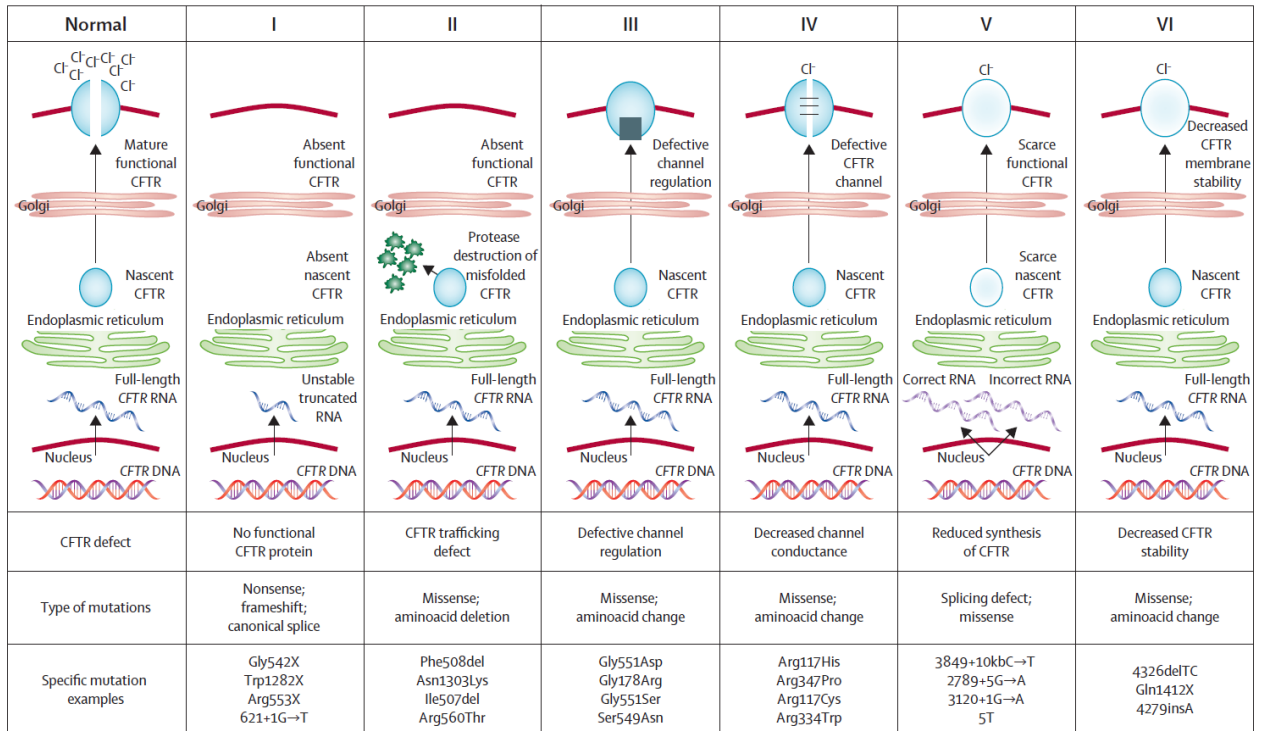 Normal
I
II
III
IV
V
VI
Cl- Cl- Cl- Cl- Cl-
Cl- Cl- Cl-
Cl-
Mature
functional
CFTR
Golgi
Nascent
CFTR
Endoplasmic reticulum
Full-length
CFTR RNA
Nucleus
CFTR DNA
Absent
functional
CFTR
Golgi
Absent
nascent
CFTR
Endoplasmic reticulum
Unstable
truncated
RNA
Nucleus
CFTR DNA
Absent
functional
CFTR
Golgi
Protease
destruction of
misfolded
CFTR
Endoplasmic reticulum
Full-length
CFTR RNA
Nucleus
CFTR DNA
Defective
channel
regulation
Golgi
Nascent
CFTR
Endoplasmic reticulum
Full-length
CFTR RNA
Nucleus
CFTR DNA
Cl-
Defective
CFTR
channel
Golgi
Nascent
CFTR
Endoplasmic reticulum
Full-length
CFTR RNA
Nucleus
CFTR DNA
Cl-
Scarce
functional
CFTR
Golgi
Scarce
nascent
CFTR
Endoplasmic reticulum
Correct RNA Incorrect RNA
Nucleus
CFTR DNA
Cl-
Decreased
CFTR
membrane
stability
Golgi
Nascent
CFTR
Endoplasmic reticulum
Full-length
CFTR RNA
Nucleus
CFTR DNA
CFTR defect
No functional
CFTR protein
CFTR trafficking
defect
Defective channel
regulation
Decreased channel
conductance
Reduced synthesis
of CFTR
Decreased CFTR
stability
Type of mutations
Nonsense;
frameshift;
canonical splice
Missense;
aminoacid deletion
Missense;
aminoacid change
Missense;
aminoacid change
Splicing defect;
missense
Missense;
aminoacid change
Specific mutation
examples
Gly542X
Trp1282X
Arg553X
621+1G→T
Phe508del
Asn1303Lys
Ile507del
Arg560Thr
Gly551Asp
Gly178Arg
Gly551Ser
Ser549Asn
Arg117His
Arg347Pro
Arg117Cys
Arg334Trp
3849+10kbC→T
2789+5G→A
3120+1G→A
5T
4326delTC
Gln1412X
4279insA